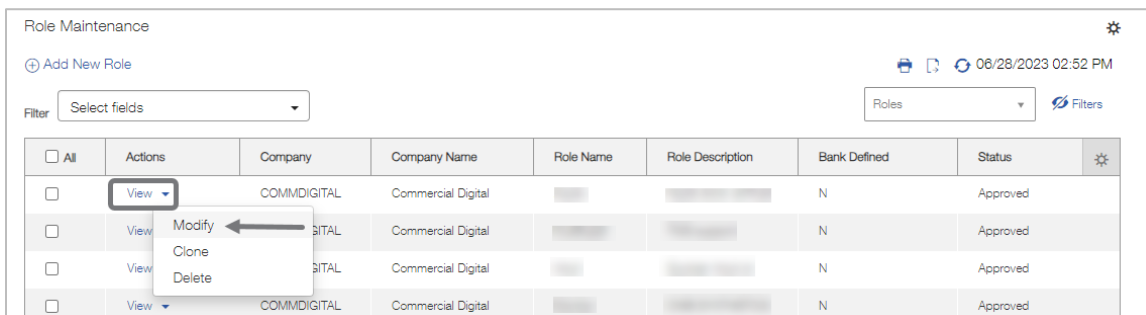 Role Maintenance
Add New Role
06/28/2023 02:52 PM
Filter Select fields Roles Filters
All Actions Company Company Name Role Name Role Description Bank Defined Status
View COMMDIGITAL Commercial Digital N Approved
Modify
View GITAL Commercial Digital N Approved
Clone
View GITAL Commercial Digital N Approved
Delete
View COMMDIGITAL Commercial Digital N Approved